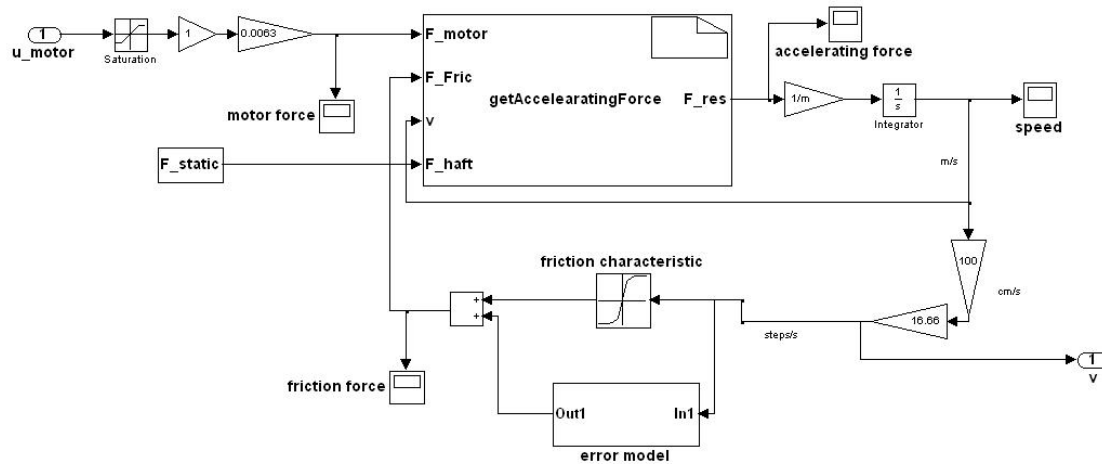 1
u_motor
Saturation
1
0.0063
motor force
F_static
F_motor
F_Fric
v
F_haft
getAccelearatingForce
F_res
accelerating force
1/m
1
s
Integrator
speed
m/s
100
cm/s
16.66
steps/s
1
v
friction characteristic
+
+
friction force
Out1
In1
error model